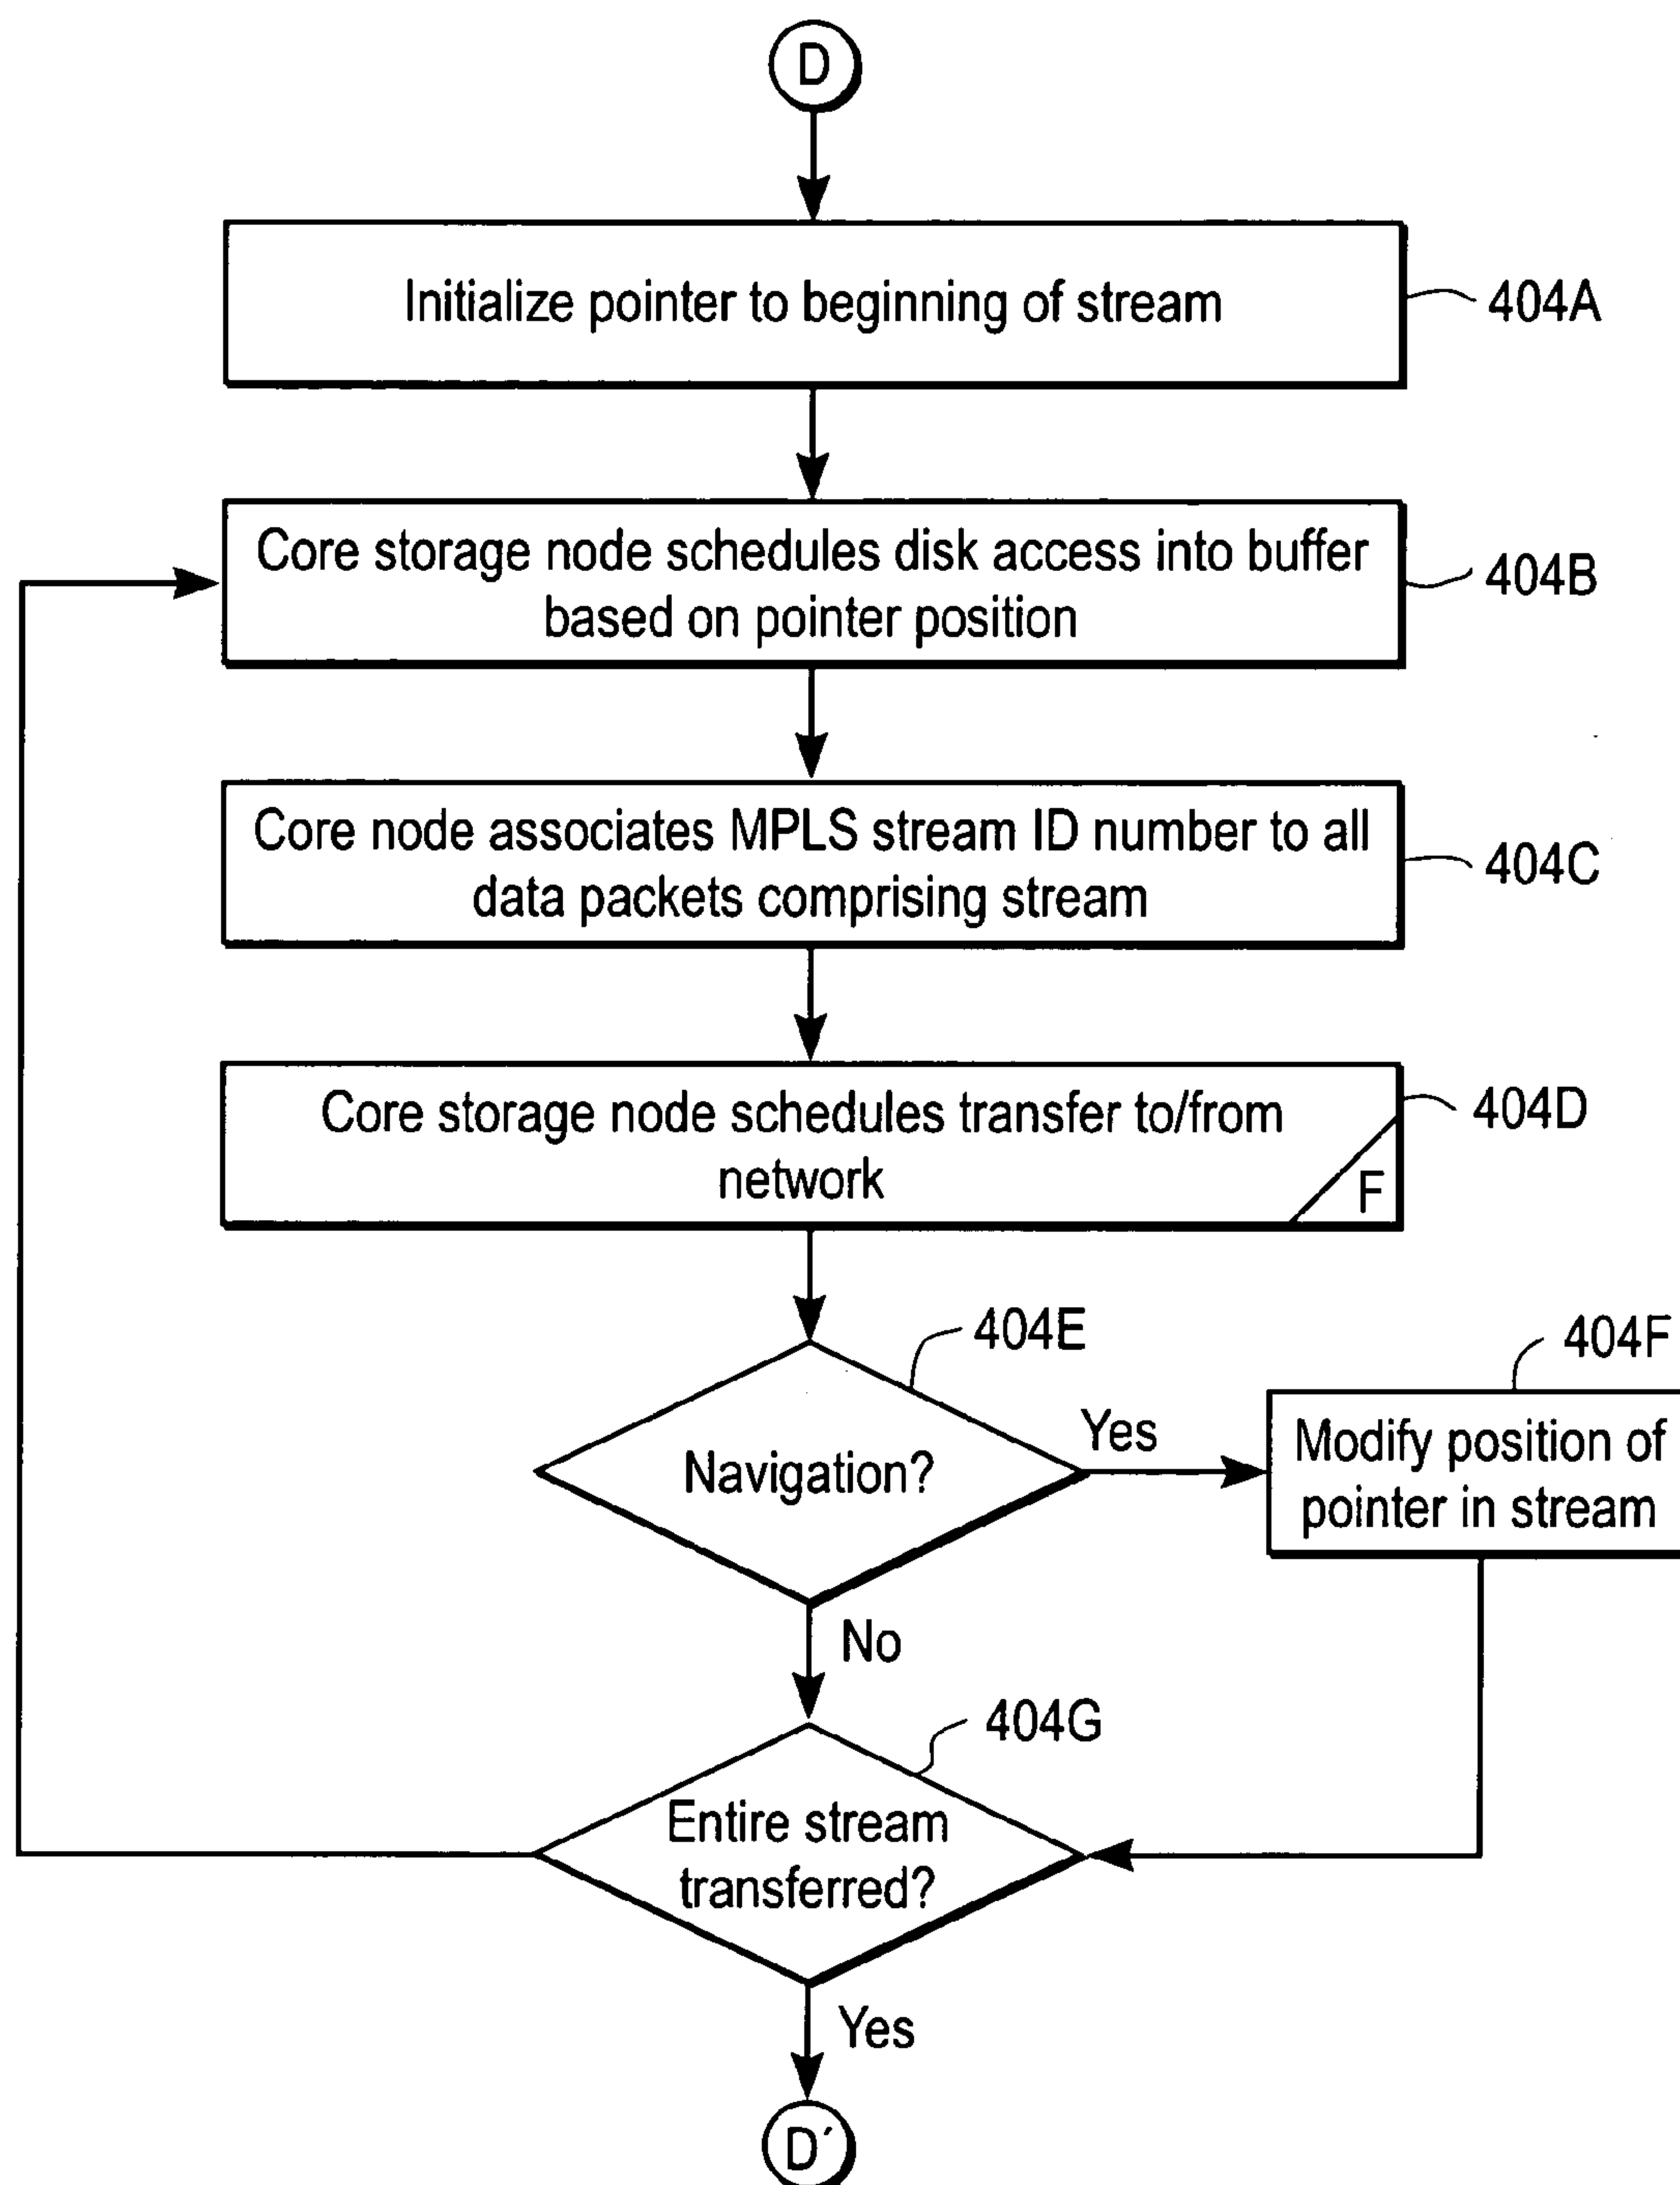 D
Initialize pointer to beginning of stream
404A
Core storage node schedules disk access into buffer
based on pointer position
404B
Core node associates MPLS stream ID number to all
data packets comprising stream
404C
Core storage node schedules transfer to/from
network
404D
F
404E
404F
Navigation?
Yes
Modify position of
pointer in stream
No
404G
Entire stream
transferred?
Yes
D´